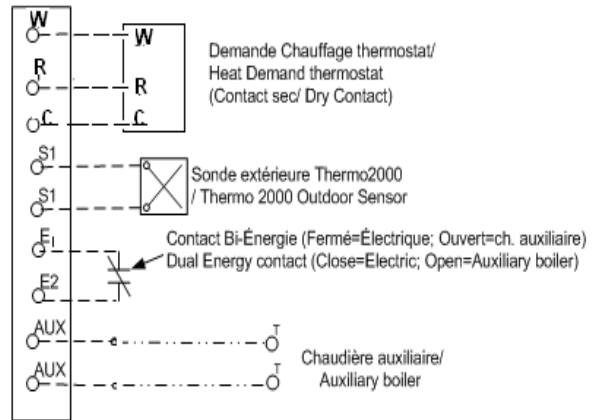 W
W
Demande Chauffage thermostat/
Heat Demand thermostat
(Contact sec/ Dry Contact)
R
R
C
C
S1
Sonde extérieure Thermo2000
/ Thermo 2000 Outdoor Sensor
S1
E1
Contact Bi-Énergie (Fermé=Électrique; Ouvert=ch. auxiliaire)
Dual Energy contact (Close=Electric; Open=Auxiliary boiler)
E2
AUX
T
Chaudière auxiliaire/
Auxiliary boiler
AUX
T